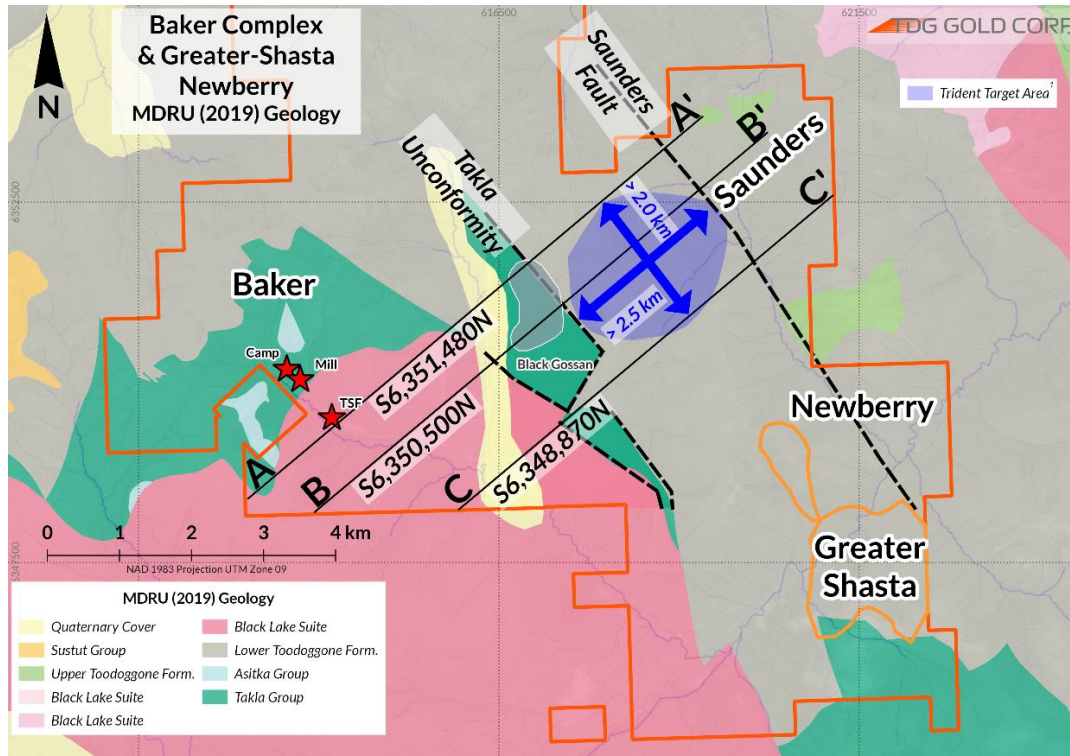 Baker Complex
& Greater-Shasta
Newberry
MDRU (2019) Geology
N
616500
621500
TDG GOLD CORP.
Trident Target Area¹
Saunders
Fault
Takla
Unconformity
A'
B'
C'
Saunders
6352500
> 2.0 km
> 2.5 km
Baker
Camp
Mill
TSF
Black Gossan
S6,351,480N
S6,350,500N
S6,348,870N
A
B
C
Newberry
Greater
Shasta
0 1 2 3 4 km
NAD 1983 Projection UTM Zone 09
6347500
MDRU (2019) Geology
Quaternary Cover
Sustut Group
Upper Toodoggone Form.
Black Lake Suite
Black Lake Suite
Black Lake Suite
Lower Toodoggone Form.
Asitka Group
Takla Group